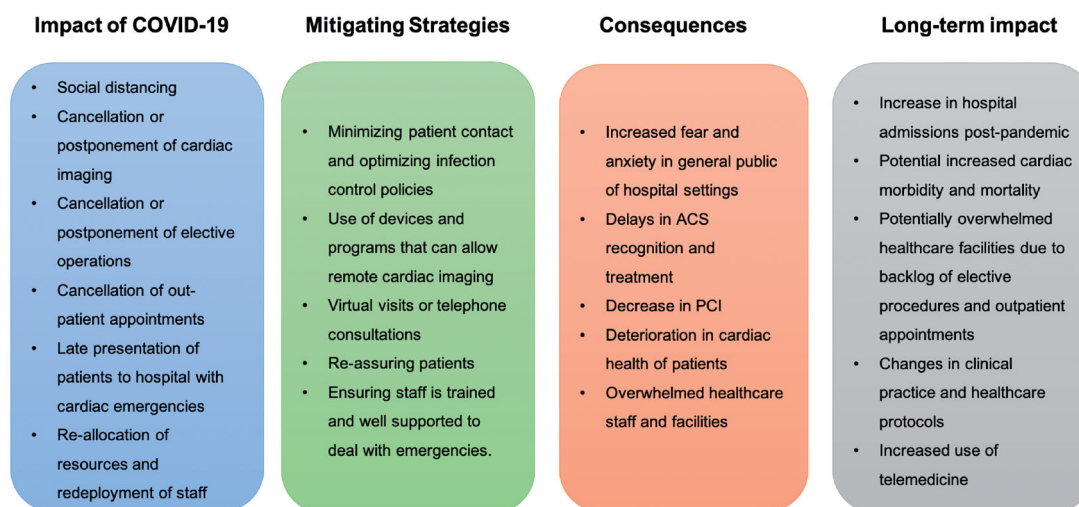 Impact of COVID-19
• Social distancing
• Cancellation or
postponement of cardiac
imaging
• Cancellation or
postponement of elective
operations
• Cancellation of out-
patient appointments
• Late presentation of
patients to hospital with
cardiac emergencies
• Re-allocation of
resources and
redeployment of staff
Mitigating Strategies
• Minimizing patient contact
and optimizing infection
control policies
• Use of devices and
programs that can allow
remote cardiac imaging
• Virtual visits or telephone
consultations
• Re-assuring patients
• Ensuring staff is trained
and well supported to
deal with emergencies.
Consequences
• Increased fear and
anxiety in general public
of hospital settings
• Delays in ACS
recognition and
treatment
• Decrease in PCI
• Deterioration in cardiac
health of patients
• Overwhelmed healthcare
staff and facilities
Long-term impact
• Increase in hospital
admissions post-pandemic
• Potential increased cardiac
morbidity and mortality
• Potentially overwhelmed
healthcare facilities due to
backlog of elective
procedures and outpatient
appointments
• Changes in clinical
practice and healthcare
protocols
• Increased use of
telemedicine